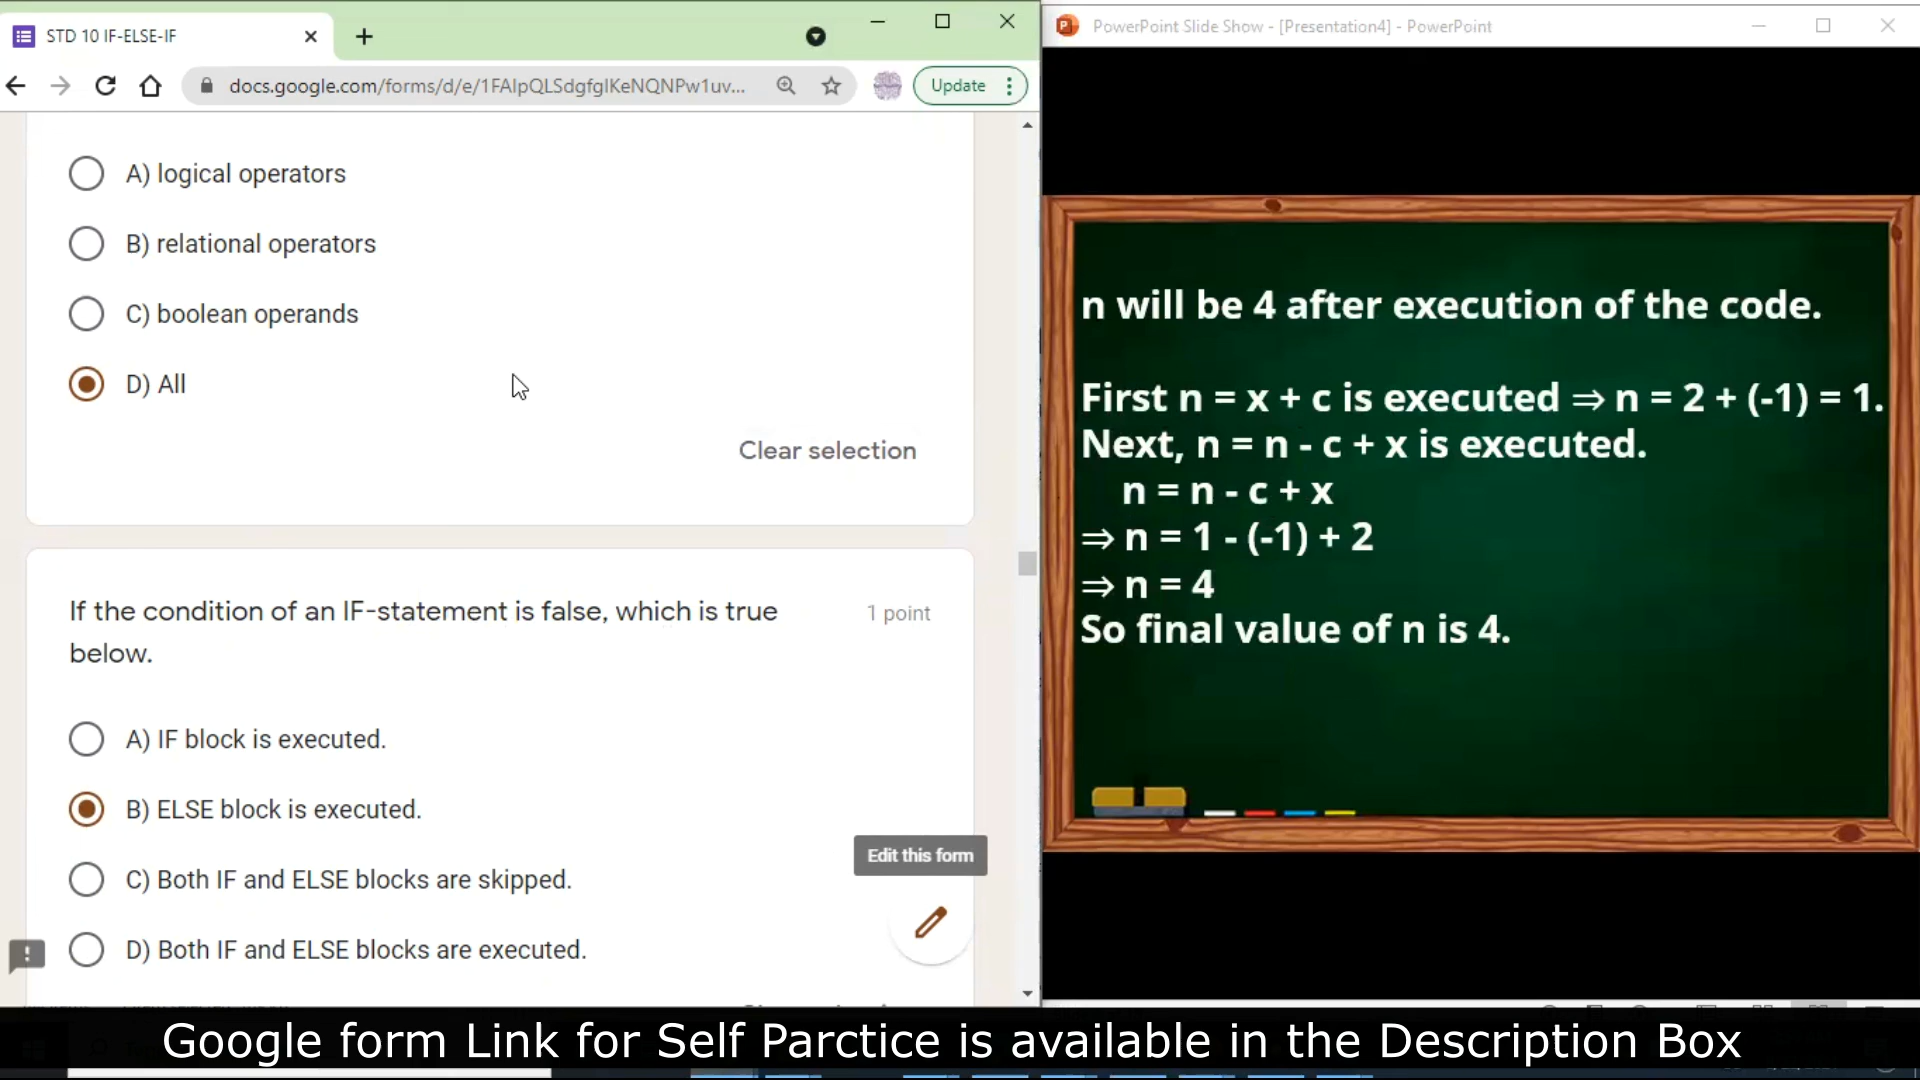 STD 10 IF-ELSE-IF
docs.google.com/forms/d/e/1FAIpQLSdgfglKeNQNPw1uv...
Update
A) logical operators
B) relational operators
C) boolean operands
D) All
Clear selection
If the condition of an IF-statement is false, which is true
below.
1 point
A) IF block is executed.
B) ELSE block is executed.
C) Both IF and ELSE blocks are skipped.
D) Both IF and ELSE blocks are executed.
Edit this form
PowerPoint Slide Show - [Presentation4] - PowerPoint
n will be 4 after execution of the code.
First n = x + c is executed ⇒ n = 2 + (-1) = 1.
Next, n = n - c + x is executed.
n = n - c + x
⇒ n = 1 - (-1) + 2
⇒ n = 4
So final value of n is 4.
Google form Link for Self Parctice is available in the Description Box